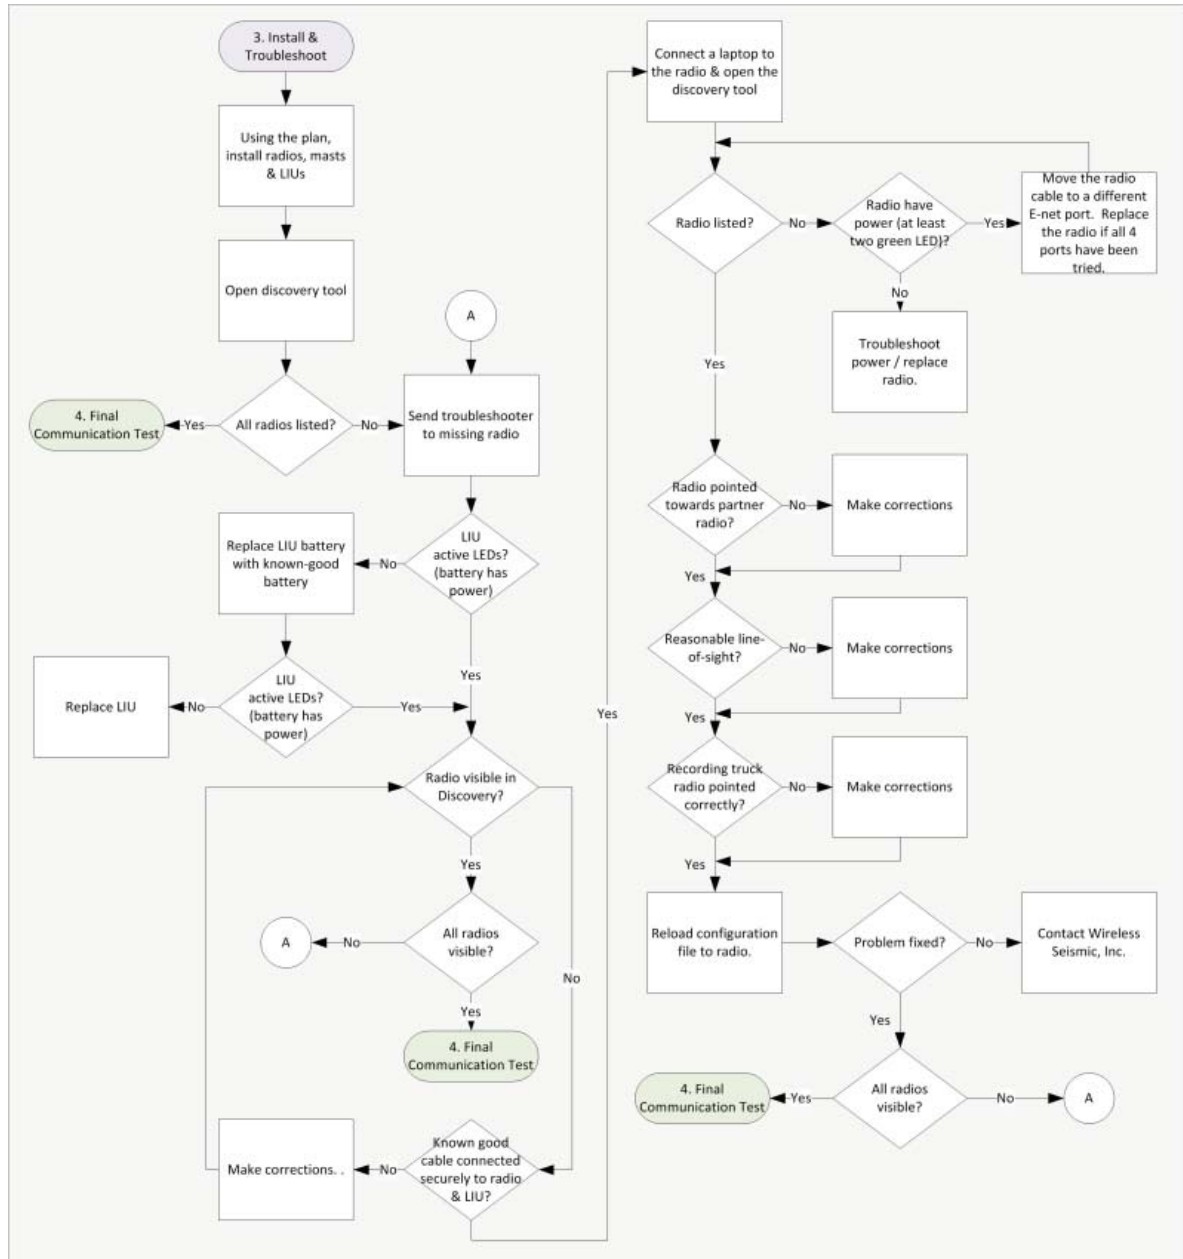 3. Install &
Troubleshoot
Using the plan,
install radios, masts
& LIUs
Open discovery tool
A
All radios listed?
Yes
4. Final
Communication Test
No
Send troubleshooter
to missing radio
LIU
active LEDs?
(battery has
power)
No
Replace LIU battery
with known-good
battery
LIU
active LEDs?
(battery has
power)
No
Replace LIU
Yes
Yes
Radio visible in
Discovery?
Yes
No
All radios
visible?
No
A
Yes
4. Final
Communication Test
Known good
cable connected
securely to radio
& LIU?
No
Make corrections. .
Yes
Connect a laptop to
the radio & open the
discovery tool
Radio listed?
No
Radio have
power (at least
two green LED)?
Yes
Move the radio
cable to a different
E-net port. Replace
the radio if all 4
ports have been
tried.
No
Troubleshoot
power / replace
radio.
Yes
Radio pointed
towards partner
radio?
No
Make corrections
Yes
Reasonable line-
of-sight?
No
Make corrections
Yes
Recording truck
radio pointed
correctly?
No
Make corrections
Yes
Reload configuration
file to radio.
Problem fixed?
No
Contact Wireless
Seismic, Inc.
Yes
All radios
visible?
Yes
4. Final
Communication Test
No
A